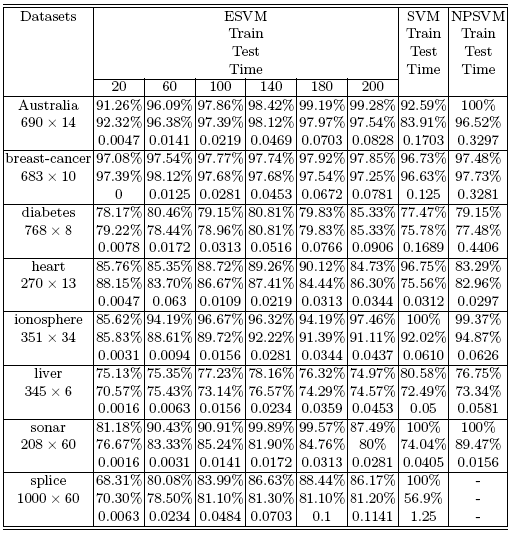 Datasets ESVM SVM NPSVM
Train Train Train
Test Test Test
Time Time Time
20 60 100 140 180 200
Australia 91.26% 96.09% 97.86% 98.42% 99.19% 99.28% 92.59% 100%
690 × 14 92.32% 96.38% 97.39% 98.12% 97.97% 97.54% 83.91% 96.52%
0.0047 0.0141 0.0219 0.0469 0.0703 0.0828 0.1703 0.3297
breast-cancer 97.08% 97.54% 97.77% 97.74% 97.92% 97.85% 96.73% 97.48%
683 × 10 97.39% 98.12% 97.68% 97.68% 97.54% 97.25% 96.63% 97.73%
0 0.0125 0.0281 0.0453 0.0672 0.0781 0.125 0.3281
diabetes 78.17% 80.46% 79.15% 80.81% 79.83% 85.33% 77.47% 79.15%
768 × 8 79.22% 78.44% 78.96% 80.81% 79.83% 85.33% 75.78% 77.48%
0.0078 0.0172 0.0313 0.0516 0.0766 0.0906 0.1689 0.4406
heart 85.76% 85.35% 88.72% 89.26% 90.12% 84.73% 96.75% 83.29%
270 × 13 88.15% 83.70% 86.67% 87.41% 84.44% 86.30% 75.56% 82.96%
0.0047 0.063 0.0109 0.0219 0.0313 0.0344 0.0312 0.0297
ionosphere 85.62% 94.19% 96.67% 96.32% 94.19% 97.46% 100% 99.37%
351 × 34 85.83% 88.61% 89.72% 92.22% 91.39% 91.11% 92.02% 94.87%
0.0031 0.0094 0.0156 0.0281 0.0344 0.0437 0.0610 0.0626
liver 75.13% 75.35% 77.23% 78.16% 76.32% 74.97% 80.58% 76.75%
345 × 6 70.57% 75.43% 73.14% 76.57% 74.29% 74.57% 72.49% 73.34%
0.0016 0.0063 0.0156 0.0234 0.0359 0.0453 0.05 0.0581
sonar 81.18% 90.43% 90.91% 99.89% 99.57% 87.49% 100% 100%
208 × 60 76.67% 83.33% 85.24% 81.90% 84.76% 80% 74.04% 89.47%
0.0016 0.0031 0.0141 0.0172 0.0313 0.0281 0.0405 0.0156
splice 68.31% 80.08% 83.99% 86.63% 88.44% 86.17% 100% -
1000 × 60 70.30% 78.50% 81.10% 81.30% 81.10% 81.20% 56.9% -
0.0063 0.0234 0.0484 0.0703 0.1 0.1141 1.25 -